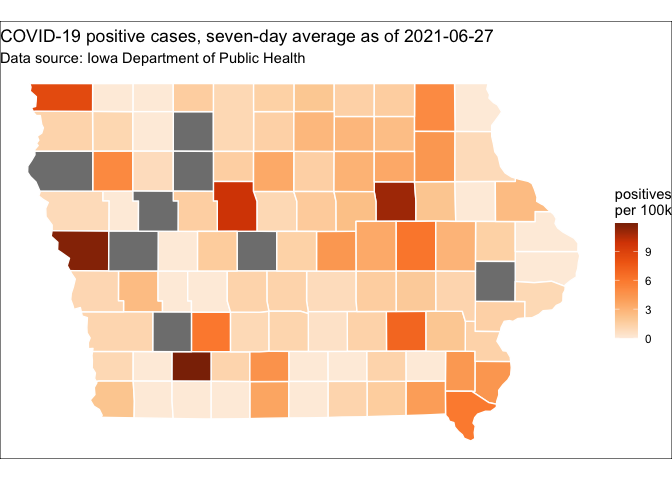 COVID-19 positive cases, seven-day average as of 2021-06-27
Data source: Iowa Department of Public Health
positives
per 100k
9
6
3
0